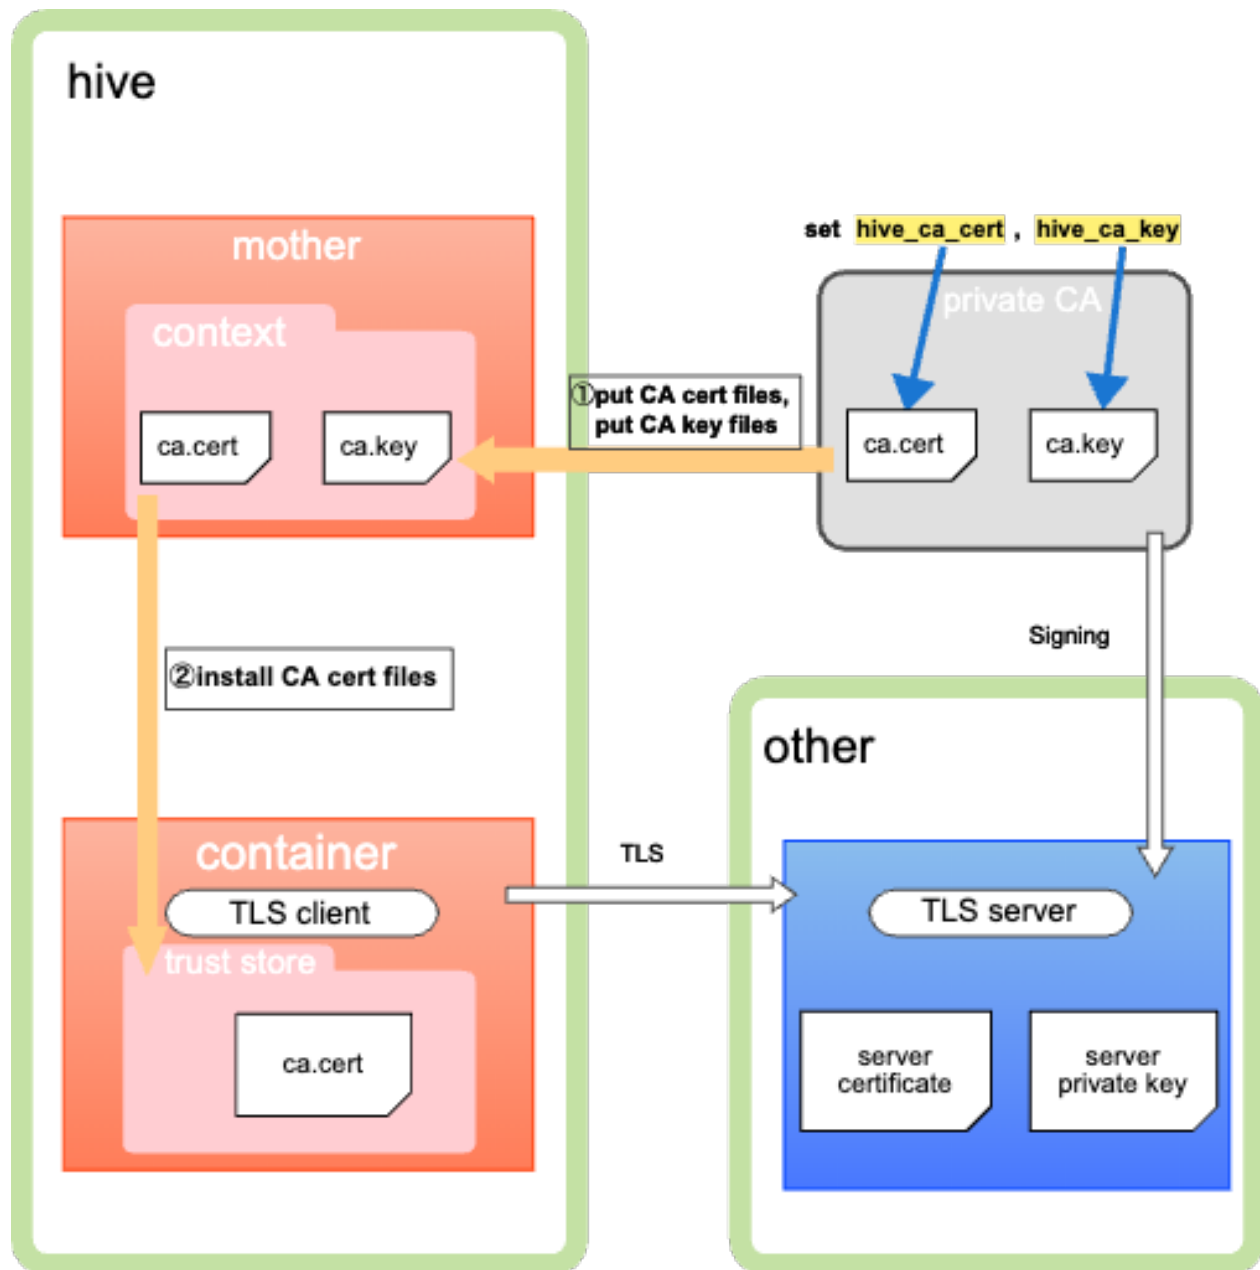 hive
mother
context
ca.cert
ca.key
①put CA cert files,
put CA key files
set hive_ca_cert , hive_ca_key
private CA
ca.cert
ca.key
②install CA cert files
Signing
container
TLS client
trust store
ca.cert
TLS
other
TLS server
server
certificate
server
private key